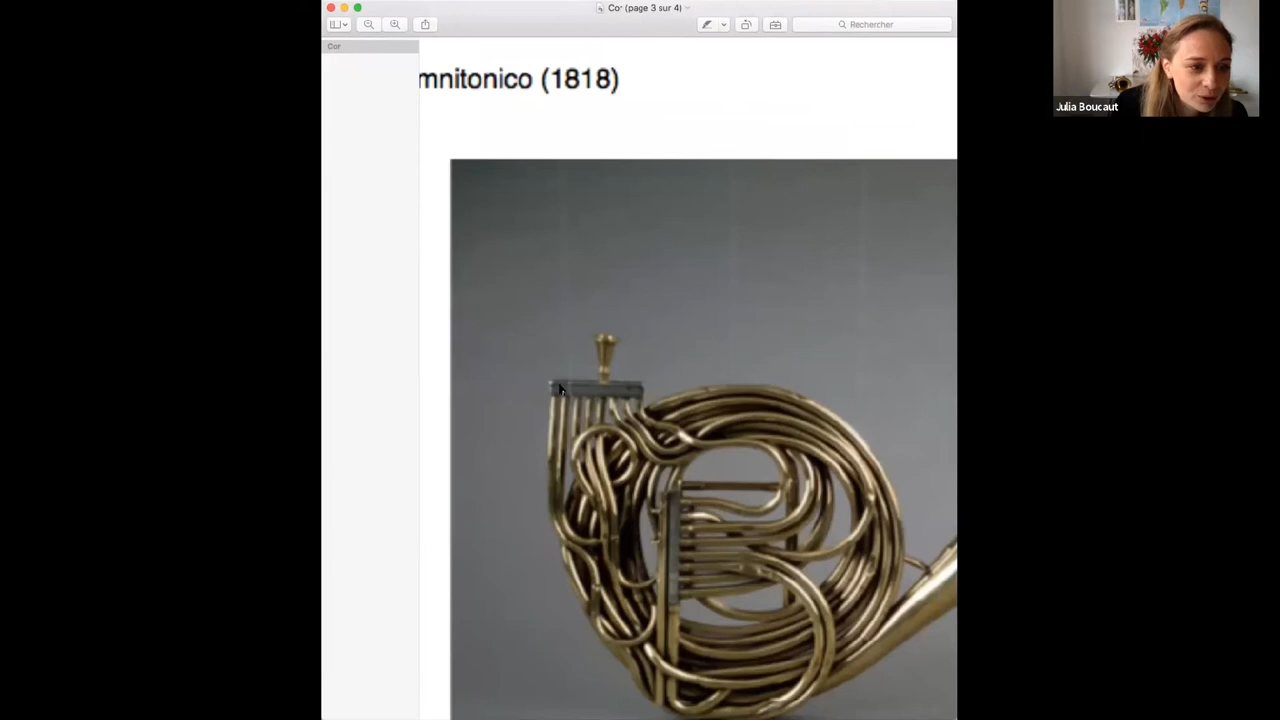 Cor (page 3 sur 4)
Rechercher
Cor
mnitonico (1818)
Julia Boucaut